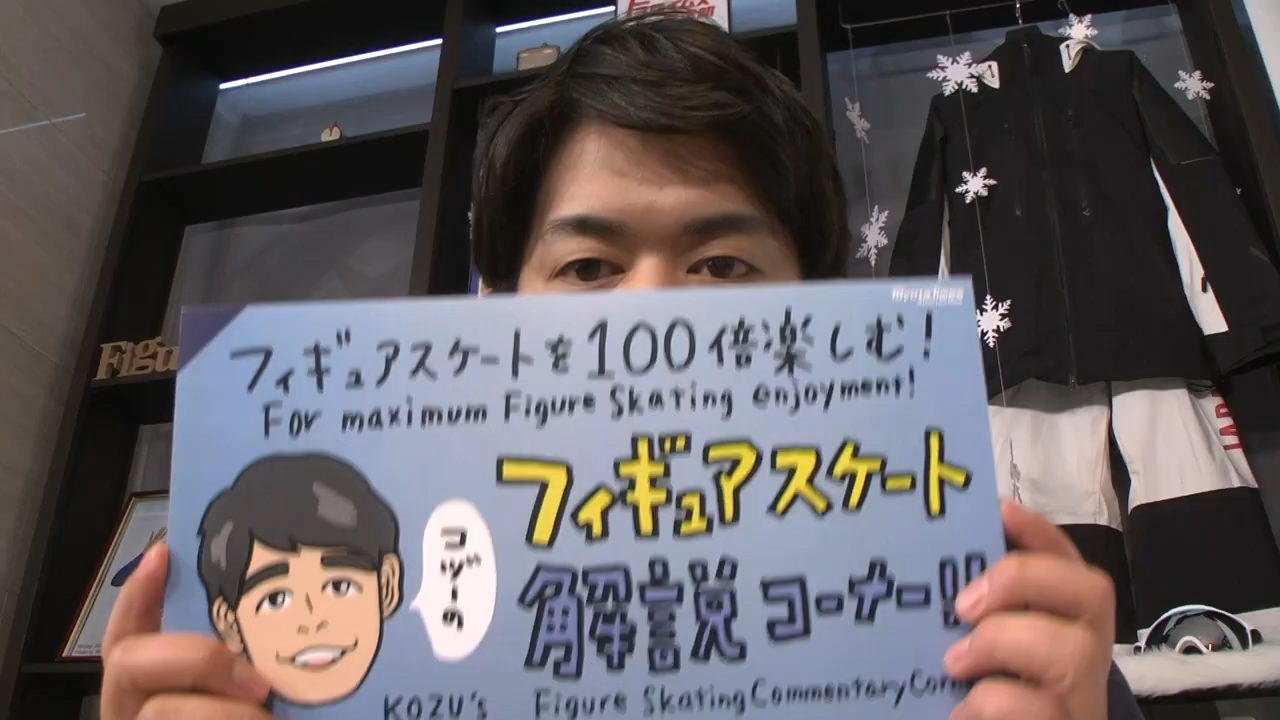 Figu
フィギュアスケートを100倍楽しむ!
For maximum Figure Skating enjoyment!
コヅーの
フィギュアスケート
解説コーナー!!
KOZU's Figure Skating Commentary Corn